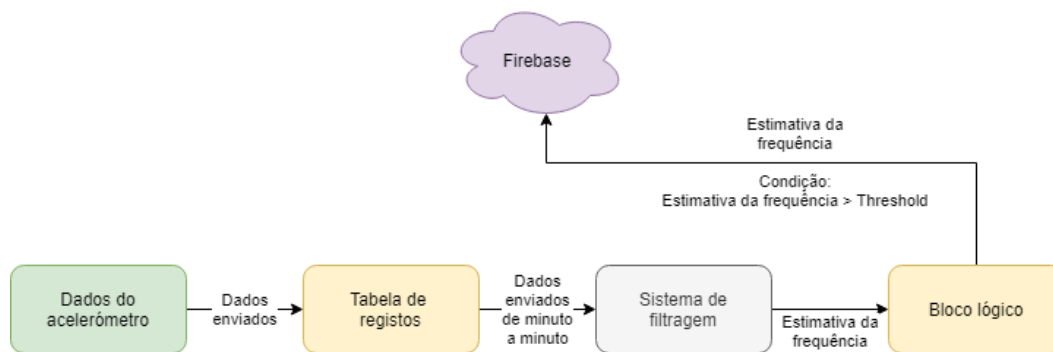 Firebase
Estimativa da
frequência
Condição:
Estimativa da frequência > Threshold
Dados do
acelerómetro
Dados
enviados
Tabela de
registos
Dados
enviados
de minuto
a minuto
Sistema de
filtragem
Estimativa da
frequência
Bloco lógico